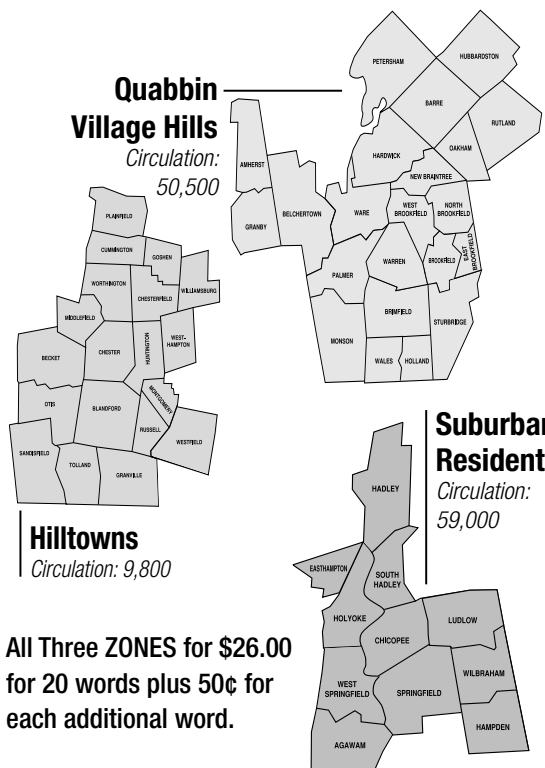 Quabbin
Village Hills
Circulation:
50,500
PETERSHAM
HUBBARDSTON
BARRE
RUTLAND
OAKHAM
HARDWICK
NEW BRAINTREE
AMHERST
GRANBY
BELCHERTOWN
WARE
WEST
BROOKFIELD
NORTH
BROOKFIELD
EAST
BROOKFIELD
BROOKFIELD
WARREN
PALMER
BRIMFIELD
STURBRIDGE
MONSON
WALES
HOLLAND
PLAINFIELD
CUMMINGTON
GOSHEN
WILLIAMSBURG
WORTHINGTON
CHESTERFIELD
MIDDLEFIELD
WEST-
HAMPTON
HUNTINGTON
CHESTER
BECKET
MONTGOMERY
OTIS
BLANDFORD
RUSSELL
WESTFIELD
SANDISFIELD
TOLLAND
GRANVILLE
Hilltowns
Circulation: 9,800
Suburban
Resident
Circulation:
59,000
HADLEY
EASTHAMPTON
SOUTH
HADLEY
HOLYOKE
CHICOPEE
LUDLOW
WEST
SPRINGFIELD
SPRINGFIELD
WILBRAHAM
HAMPDEN
AGAWAM
All Three ZONES for $26.00
for 20 words plus 50¢ for
each additional word.